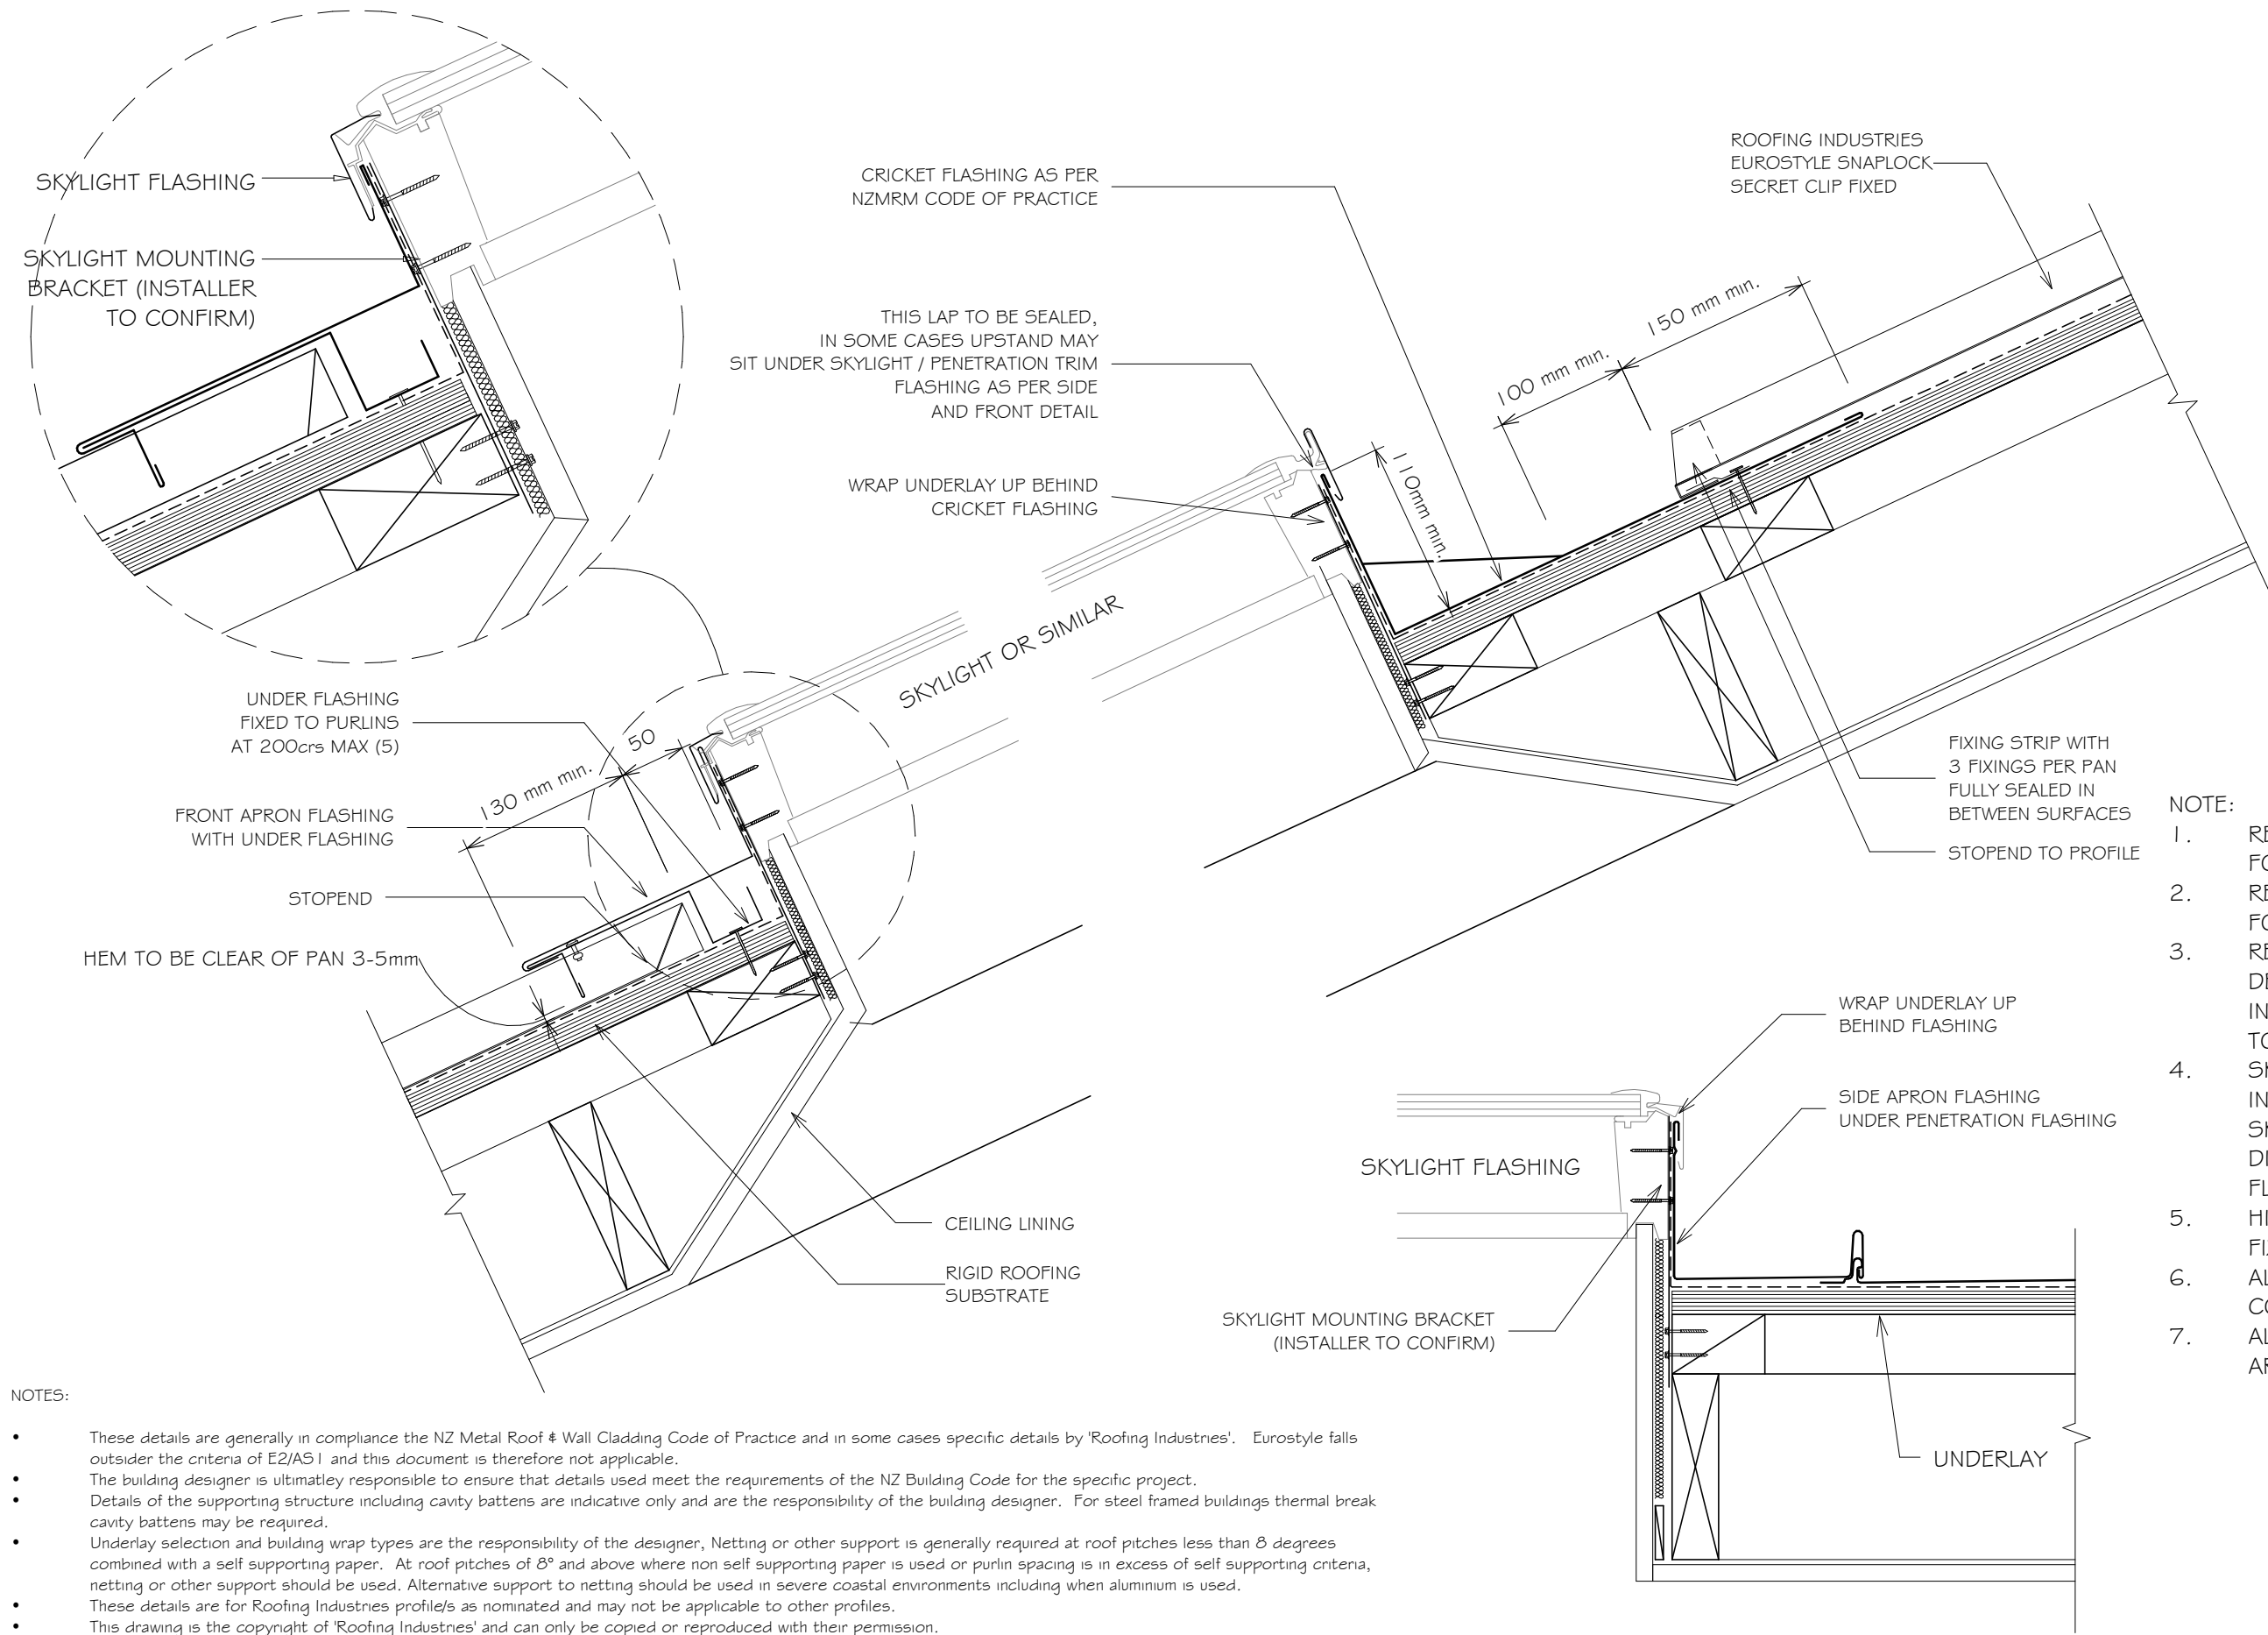 SKYLIGHT FLASHING
SKYLIGHT MOUNTING
BRACKET (INSTALLER
TO CONFIRM)
CRICKET FLASHING AS PER
NZMRM CODE OF PRACTICE
ROOFING INDUSTRIES
EUROSTYLE SNAPLOCK
SECRET CLIP FIXED
THIS LAP TO BE SEALED,
IN SOME CASES UPSTAND MAY
SIT UNDER SKYLIGHT / PENETRATION TRIM
FLASHING AS PER SIDE
AND FRONT DETAIL
WRAP UNDERLAY UP BEHIND
CRICKET FLASHING
100 mm min.
150 mm min.
110mm min.
SKYLIGHT OR SIMILAR
UNDER FLASHING
FIXED TO PURLINS
AT 200crs MAX (5)
130 mm min.
50
FRONT APRON FLASHING
WITH UNDER FLASHING
STOPEND
HEM TO BE CLEAR OF PAN 3-5mm
FIXING STRIP WITH
3 FIXINGS PER PAN
FULLY SEALED IN
BETWEEN SURFACES
STOPEND TO PROFILE
CEILING LINING
RIGID ROOFING
SUBSTRATE
WRAP UNDERLAY UP
BEHIND FLASHING
SIDE APRON FLASHING
UNDER PENETRATION FLASHING
SKYLIGHT FLASHING
SKYLIGHT MOUNTING BRACKET
(INSTALLER TO CONFIRM)
UNDERLAY
NOTE:
1.
2.
3.
4.
5.
6.
7.
NOTES:
• These details are generally in compliance the NZ Metal Roof & Wall Cladding Code of Practice and in some cases specific details by 'Roofing Industries'. Eurostyle falls
outsider the criteria of E2/AS1 and this document is therefore not applicable.
• The building designer is ultimatley responsible to ensure that details used meet the requirements of the NZ Building Code for the specific project.
• Details of the supporting structure including cavity battens are indicative only and are the responsibility of the building designer. For steel framed buildings thermal break
cavity battens may be required.
• Underlay selection and building wrap types are the responsibility of the designer, Netting or other support is generally required at roof pitches less than 8 degrees
combined with a self supporting paper. At roof pitches of 8° and above where non self supporting paper is used or purlin spacing is in excess of self supporting criteria,
netting or other support should be used. Alternative support to netting should be used in severe coastal environments including when aluminium is used.
• These details are for Roofing Industries profile/s as nominated and may not be applicable to other profiles.
• This drawing is the copyright of 'Roofing Industries' and can only be copied or reproduced with their permission.